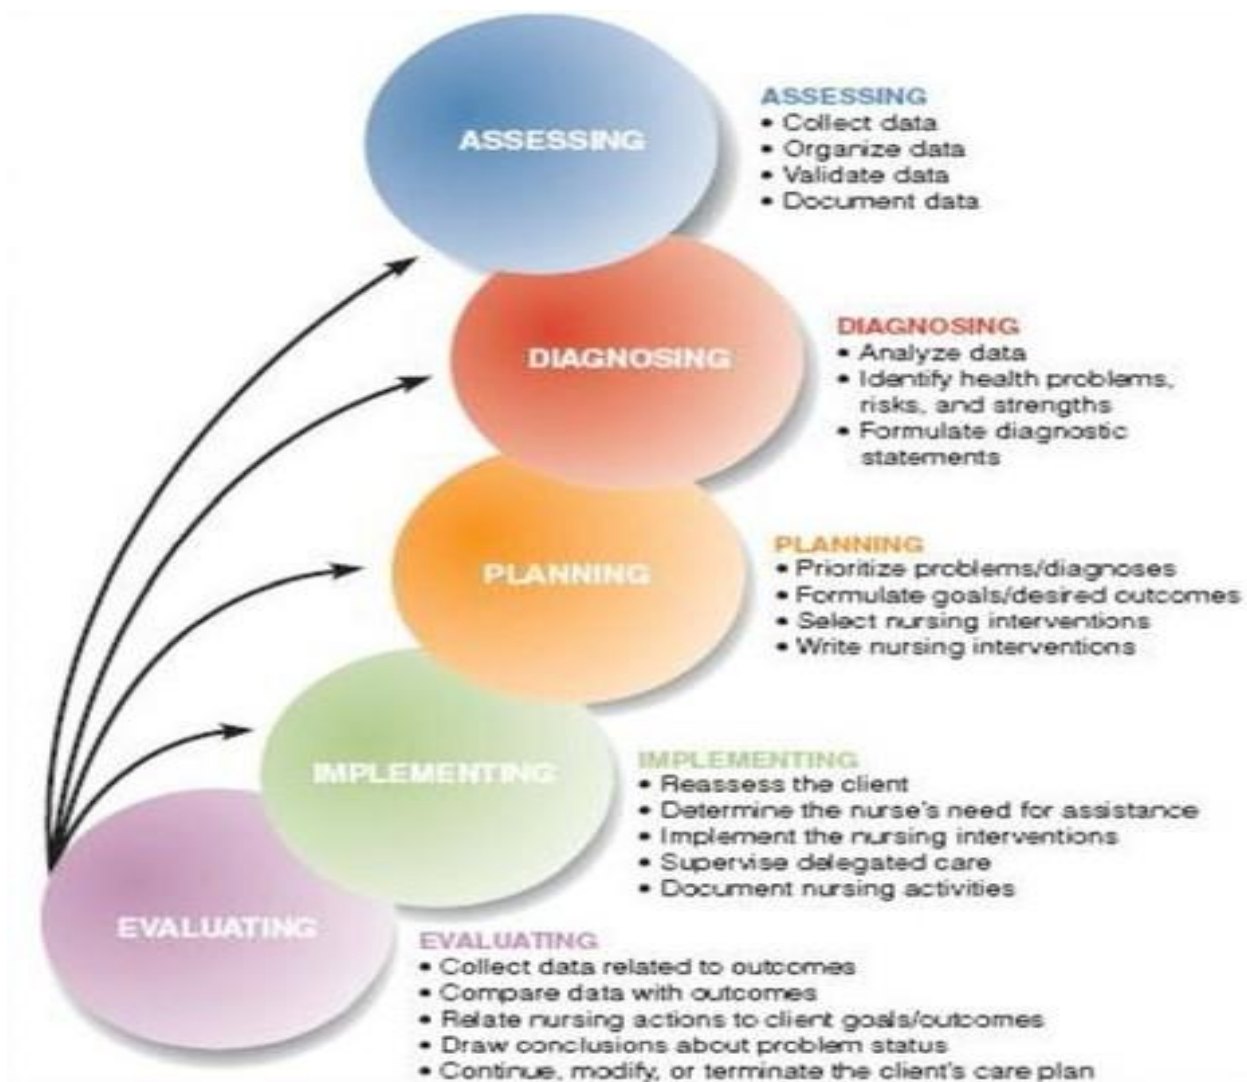 ASSESSING
ASSESSING
• Collect data
• Organize data
• Validate data
• Document data
DIAGNOSING
DIAGNOSING
• Analyze data
• Identify health problems,
risks, and strengths
• Formulate diagnostic
statements
PLANNING
PLANNING
• Prioritize problems/diagnoses
• Formulate goals/desired outcomes
• Select nursing interventions
• Write nursing interventions
IMPLEMENTING
IMPLEMENTING
• Reassess the client
• Determine the nurse's need for assistance
• Implement the nursing interventions
• Supervise delegated care
• Document nursing activities
EVALUATING
EVALUATING
• Collect data related to outcomes
• Compare data with outcomes
• Relate nursing actions to client goals/outcomes
• Draw conclusions about problem status
• Continue, modify, or terminate the client's care plan